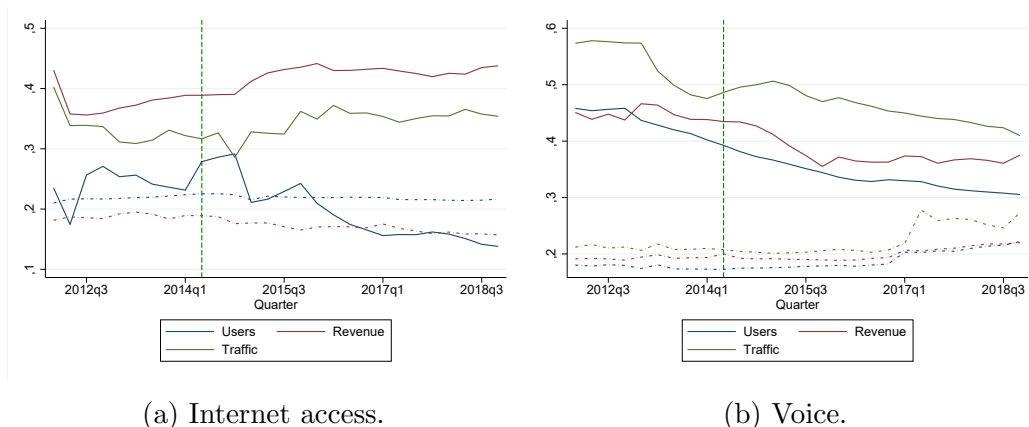 ,5
,4
,3
,2
,1
2012q3 2014q1 2015q3 2017q1 2018q3
Quarter
Users Revenue
Traffic
(a) Internet access.
,6
,5
,4
,3
,2
2012q3 2014q1 2015q3 2017q1 2018q3
Quarter
Users Revenue
Traffic
(b) Voice.